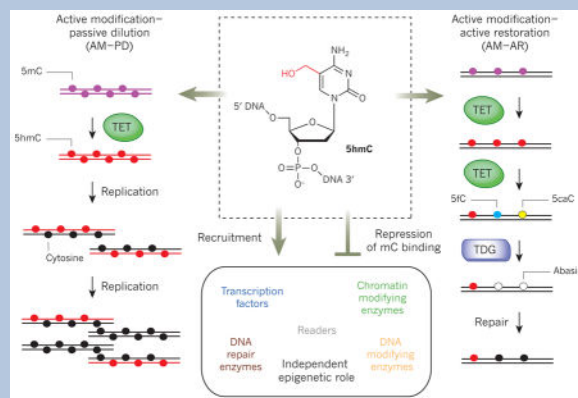 Active modification–
passive dilution
(AM–PD)
5mC
TET
5hmC
Replication
Cytosine
Replication
NH₂
HO
N
N
O
5′ DNA
O
O
O
O=P–O
O⁻
DNA 3′
5hmC
Recruitment
Repression
of mC binding
Transcription
factors
Chromatin
modifying
enzymes
Readers
DNA
repair
enzymes
Independent
epigenetic role
DNA
modifying
enzymes
Active modification–
active restoration
(AM–AR)
TET
TET
5fC
5caC
TDG
Abasi
Repair